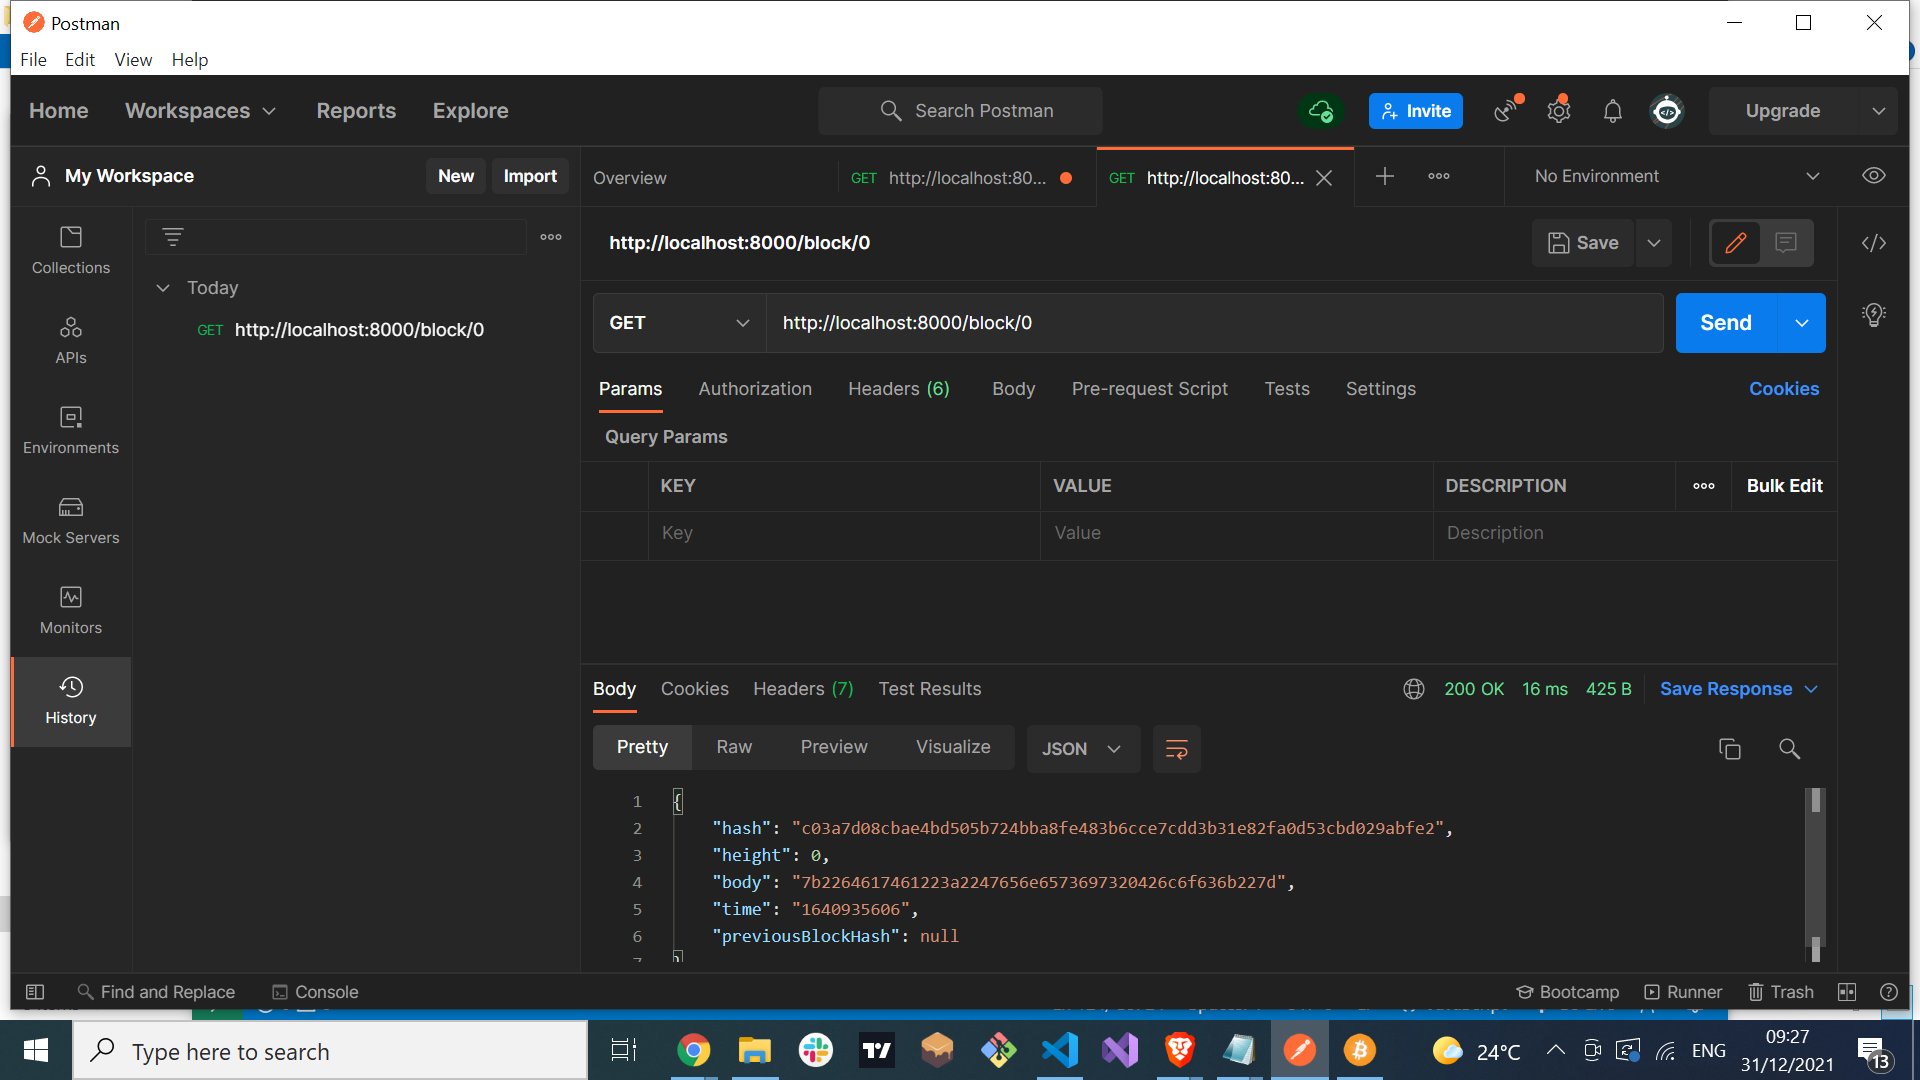 Postman
File Edit View Help
Home Workspaces Reports Explore Search Postman Invite Upgrade
My Workspace New Import Overview GET http://localhost:80... GET http://localhost:80... No Environment
Collections
APIs
Environments
Mock Servers
Monitors
History
Today
GET http://localhost:8000/block/0
http://localhost:8000/block/0 Save
GET http://localhost:8000/block/0 Send
Params Authorization Headers (6) Body Pre-request Script Tests Settings Cookies
Query Params
KEY VALUE DESCRIPTION Bulk Edit
Key Value Description
Body Cookies Headers (7) Test Results 200 OK 16 ms 425 B Save Response
Pretty Raw Preview Visualize JSON
1 {
2 "hash": "c03a7d08cbae4bd505b724bba8fe483b6cce7cdd3b31e82fa0d53cbd029abfe2",
3 "height": 0,
4 "body": "7b2264617461223a2247656e6573697320426c6f636b227d",
5 "time": "1640935606",
6 "previousBlockHash": null
7 }
Find and Replace Console Bootcamp Runner Trash
Type here to search 24°C ENG 09:27
31/12/2021 13